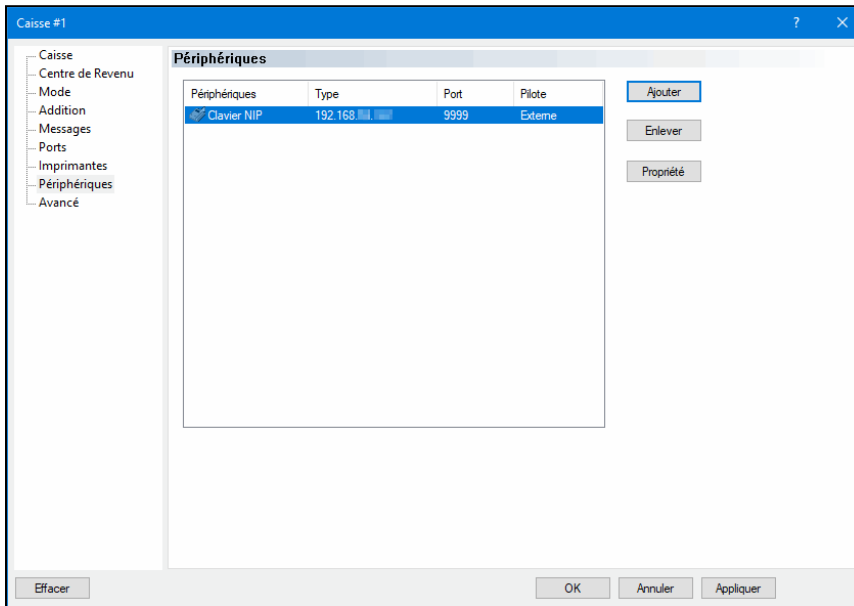 Caisse #1
Caisse
Centre de Revenu
Mode
Addition
Messages
Ports
Imprimantes
Périphériques
Avancé
Périphériques
Périphériques Type Port Pilote
Clavier NIP 192.168. . 9999 Externe
Ajouter
Enlever
Propriété
Effacer OK Annuler Appliquer